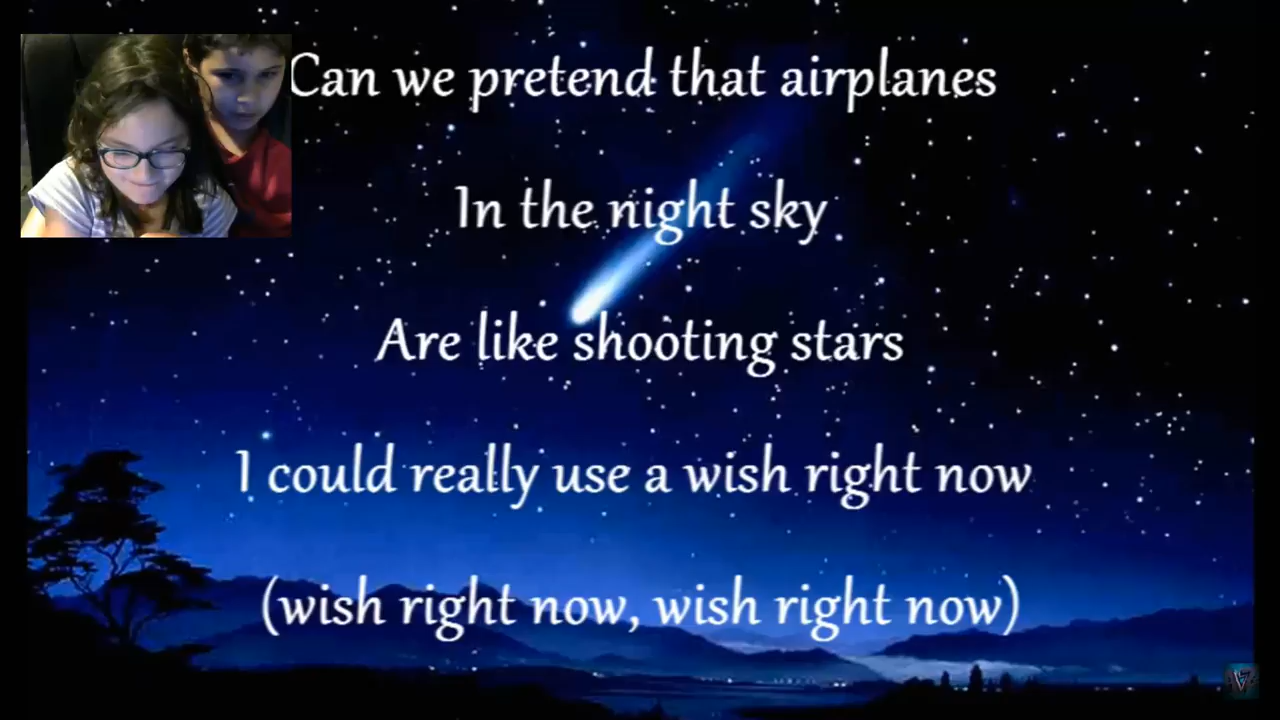 Can we pretend that airplanes
In the night sky
Are like shooting stars
I could really use a wish right now
(wish right now, wish right now)